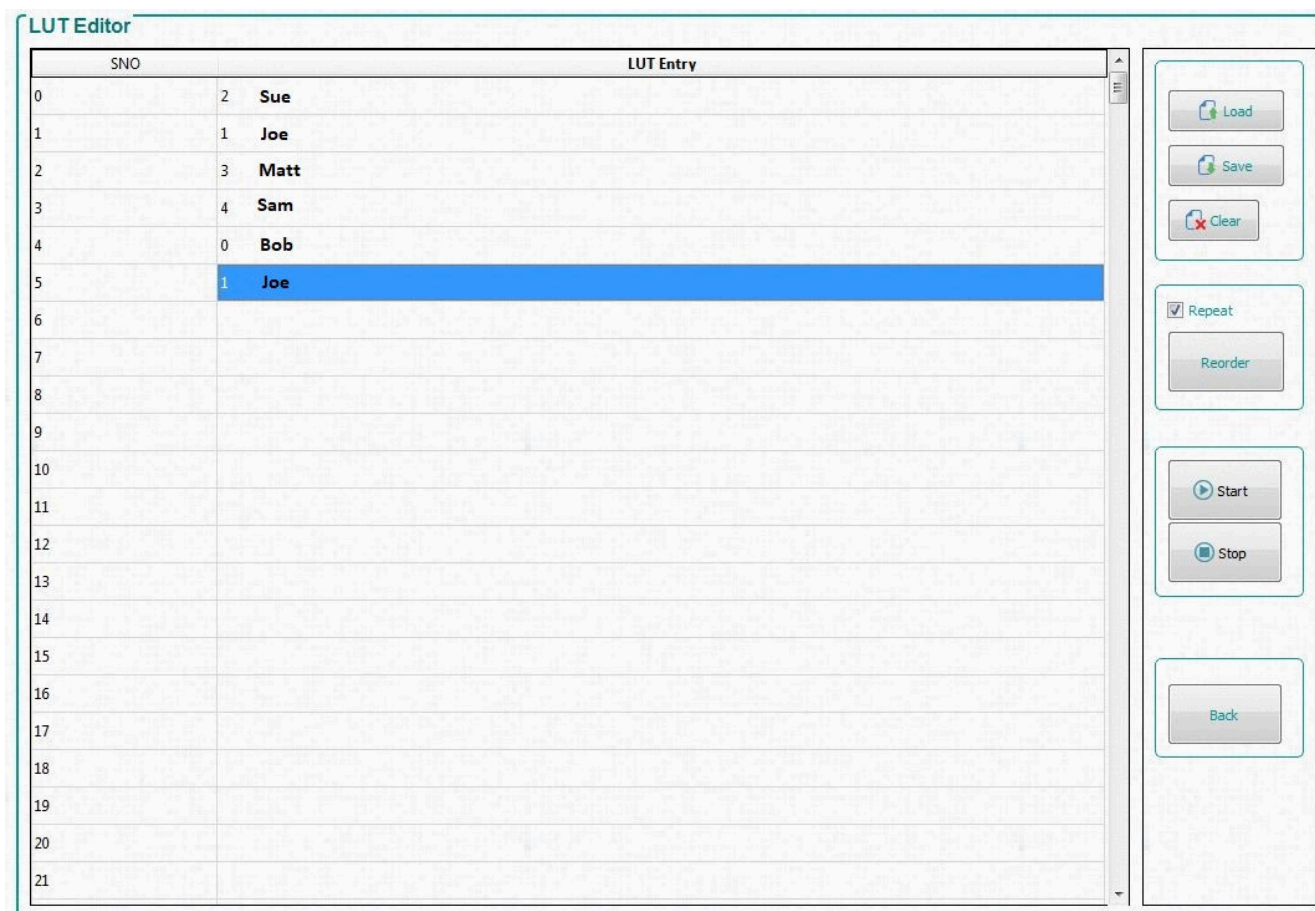 LUT Editor
SNO LUT Entry
0 2 Sue
1 1 Joe
2 3 Matt
3 4 Sam
4 0 Bob
5 1 Joe
6
7
8
9
10
11
12
13
14
15
16
17
18
19
20
21
Load
Save
Clear
Repeat
Reorder
Start
Stop
Back